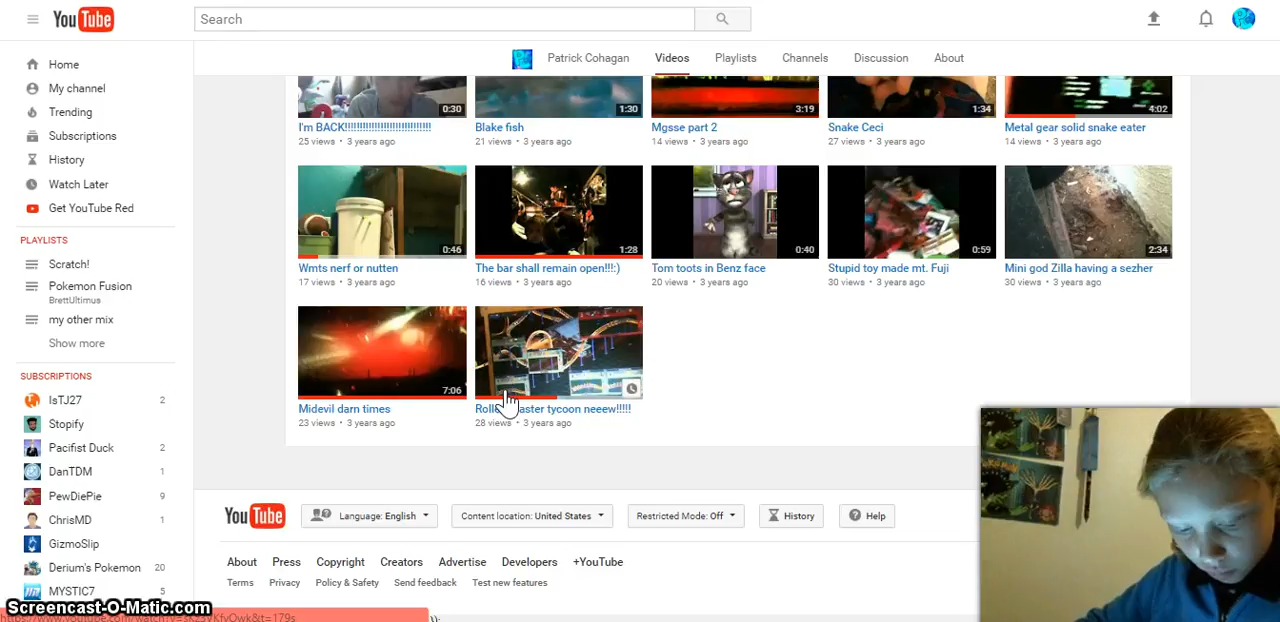 YouTube
Search
Patrick Cohagan Videos Playlists Channels Discussion About
Home
My channel
Trending
Subscriptions
History
Watch Later
Get YouTube Red
PLAYLISTS
Scratch!
Pokemon Fusion
BrettUltimus
my other mix
Show more
SUBSCRIPTIONS
IsTJ27 2
Stopify
Pacifist Duck 2
DanTDM 1
PewDiePie 9
ChrisMD 1
GizmoSlip
Derium's Pokemon 20
MYSTIC7 5
0:30 1:30 3:19 1:34 4:02
I'm BACK!!!!!!!!!!!!!!!!!!!!!!!!!!!! Blake fish Mgsse part 2 Snake Ceci Metal gear solid snake eater
25 views • 3 years ago 21 views • 3 years ago 14 views • 3 years ago 27 views • 3 years ago 14 views • 3 years ago
0:46 1:28 0:40 0:59 2:34
Wmts nerf or nutten The bar shall remain open!!!:) Tom toots in Benz face Stupid toy made mt. Fuji Mini god Zilla having a sezher
17 views • 3 years ago 16 views • 3 years ago 20 views • 3 years ago 30 views • 3 years ago 30 views • 3 years ago
7:06
Midevil darn times tycoon neeew!!!!!
23 views • 3 years ago 28 views • 3 years ago
YouTube Language: English Content location: United States Restricted Mode: Off History Help
About Press Copyright Creators Advertise Developers +YouTube
Terms Privacy Policy & Safety Send feedback Test new features
Screencast-O-Matic.com